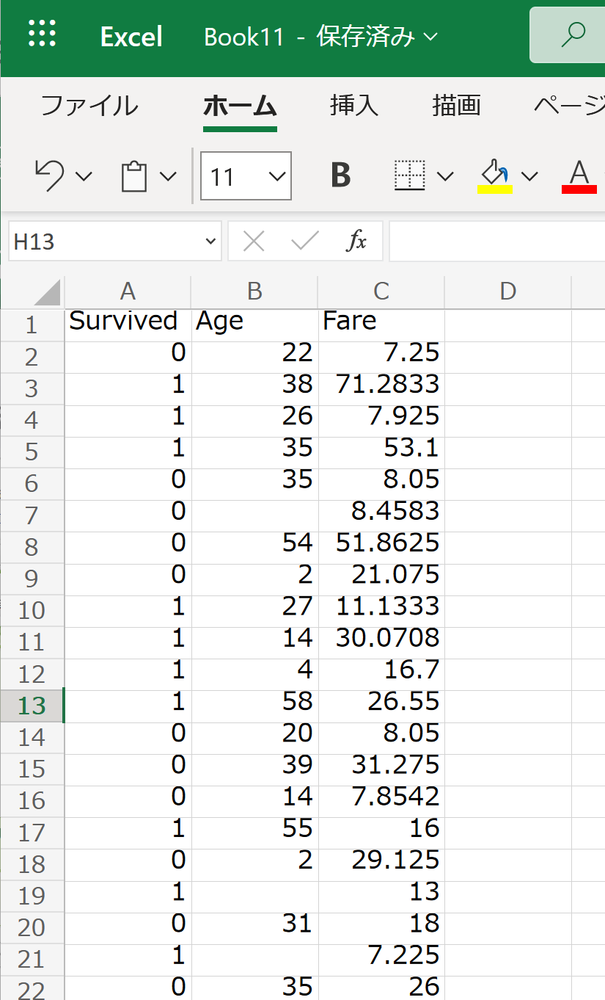 Excel Book11 - 保存済み
ファイル ホーム 挿入 描画 ページ
11 B A
H13 fx
A B C D
1 Survived Age Fare
2 0 22 7.25
3 1 38 71.2833
4 1 26 7.925
5 1 35 53.1
6 0 35 8.05
7 0 8.4583
8 0 54 51.8625
9 0 2 21.075
10 1 27 11.1333
11 1 14 30.0708
12 1 4 16.7
13 1 58 26.55
14 0 20 8.05
15 0 39 31.275
16 0 14 7.8542
17 1 55 16
18 0 2 29.125
19 1 13
20 0 31 18
21 1 7.225
22 0 35 26